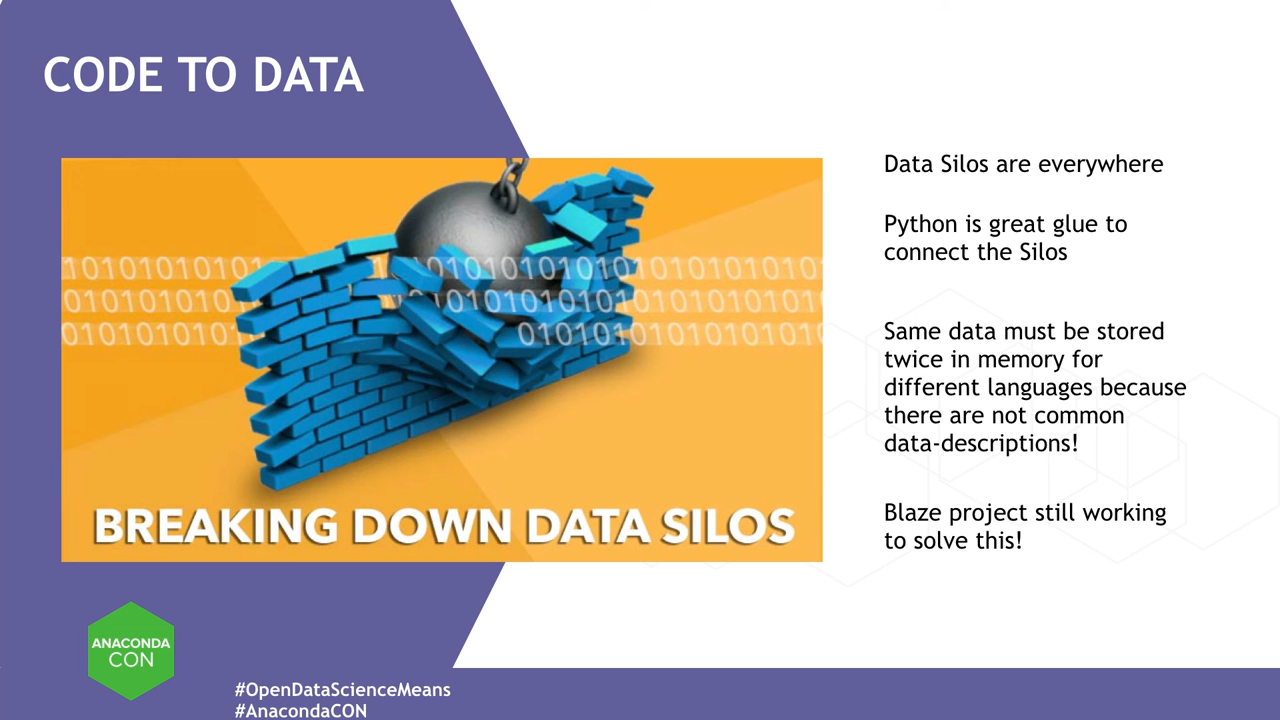 CODE TO DATA
1010101010101010101010101010101
BREAKING DOWN DATA SILOS
Data Silos are everywhere
Python is great glue to
connect the Silos
Same data must be stored
twice in memory for
different languages because
there are not common
data-descriptions!
Blaze project still working
to solve this!
ANACONDA
CON
#OpenDataScienceMeans
#AnacondaCON